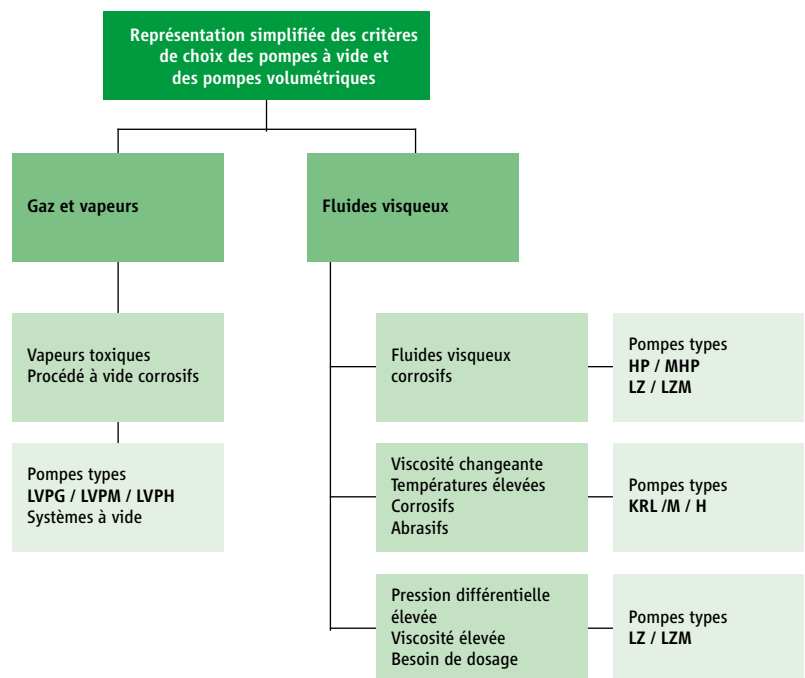 Représentation simplifiée des critères
de choix des pompes à vide et
des pompes volumétriques
Gaz et vapeurs
Fluides visqueux
Vapeurs toxiques
Procédé à vide corrosifs
Pompes types
LVPG / LVPM / LVPH
Systèmes à vide
Fluides visqueux
corrosifs
Pompes types
HP / MHP
LZ / LZM
Viscosité changeante
Températures élevées
Corrosifs
Abrasifs
Pompes types
KRL /M / H
Pression différentielle
élevée
Viscosité élevée
Besoin de dosage
Pompes types
LZ / LZM